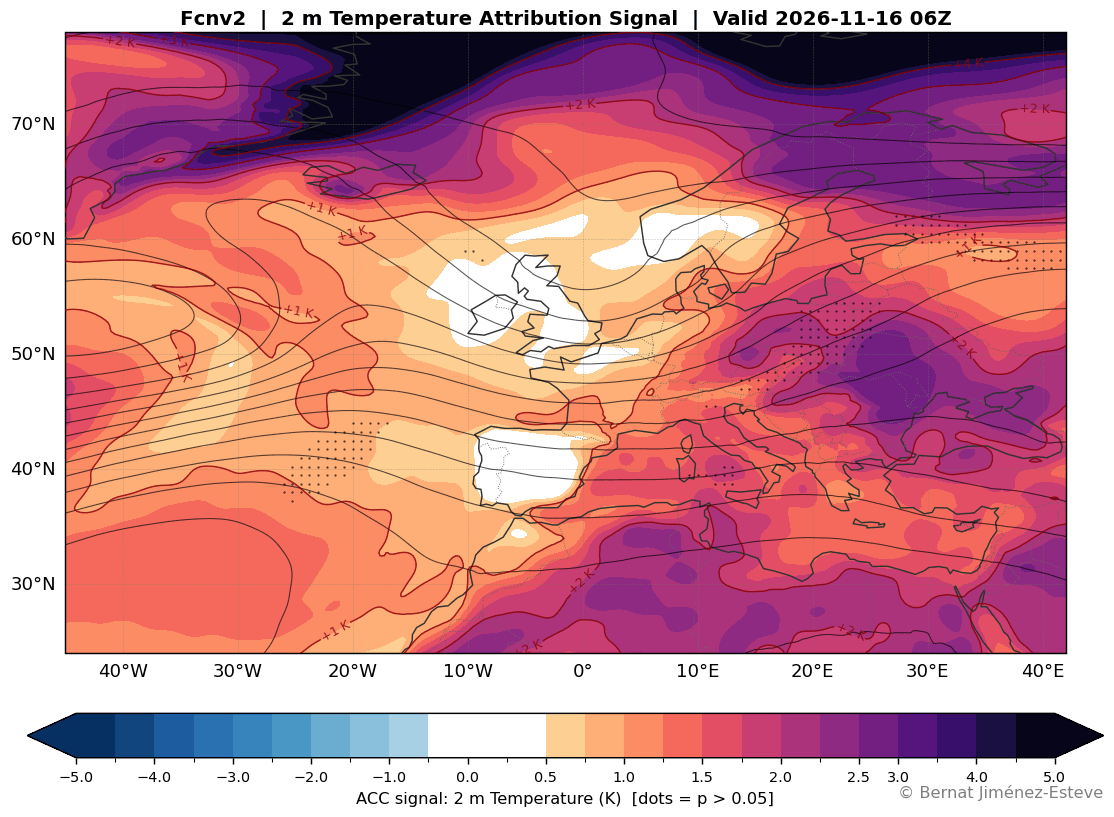 Fcnv2 | 2 m Temperature Attribution Signal | Valid 2026-11-16 06Z
+2 K
+3 K
+4 K
+2 K
+2 K
70°N
+1 K
60°N
+1 K
+1 K
+1 K
50°N
+1 K
+2 K
40°N
30°N
+2 K
+1 K
+2 K
+2 K
40°W 30°W 20°W 10°W 0° 10°E 20°E 30°E 40°E
−5.0 −4.0 −3.0 −2.0 −1.0 0.0 0.5 1.0 1.5 2.0 2.5 3.0 4.0 5.0
© Bernat Jiménez-Esteve
ACC signal: 2 m Temperature (K) [dots = p > 0.05]